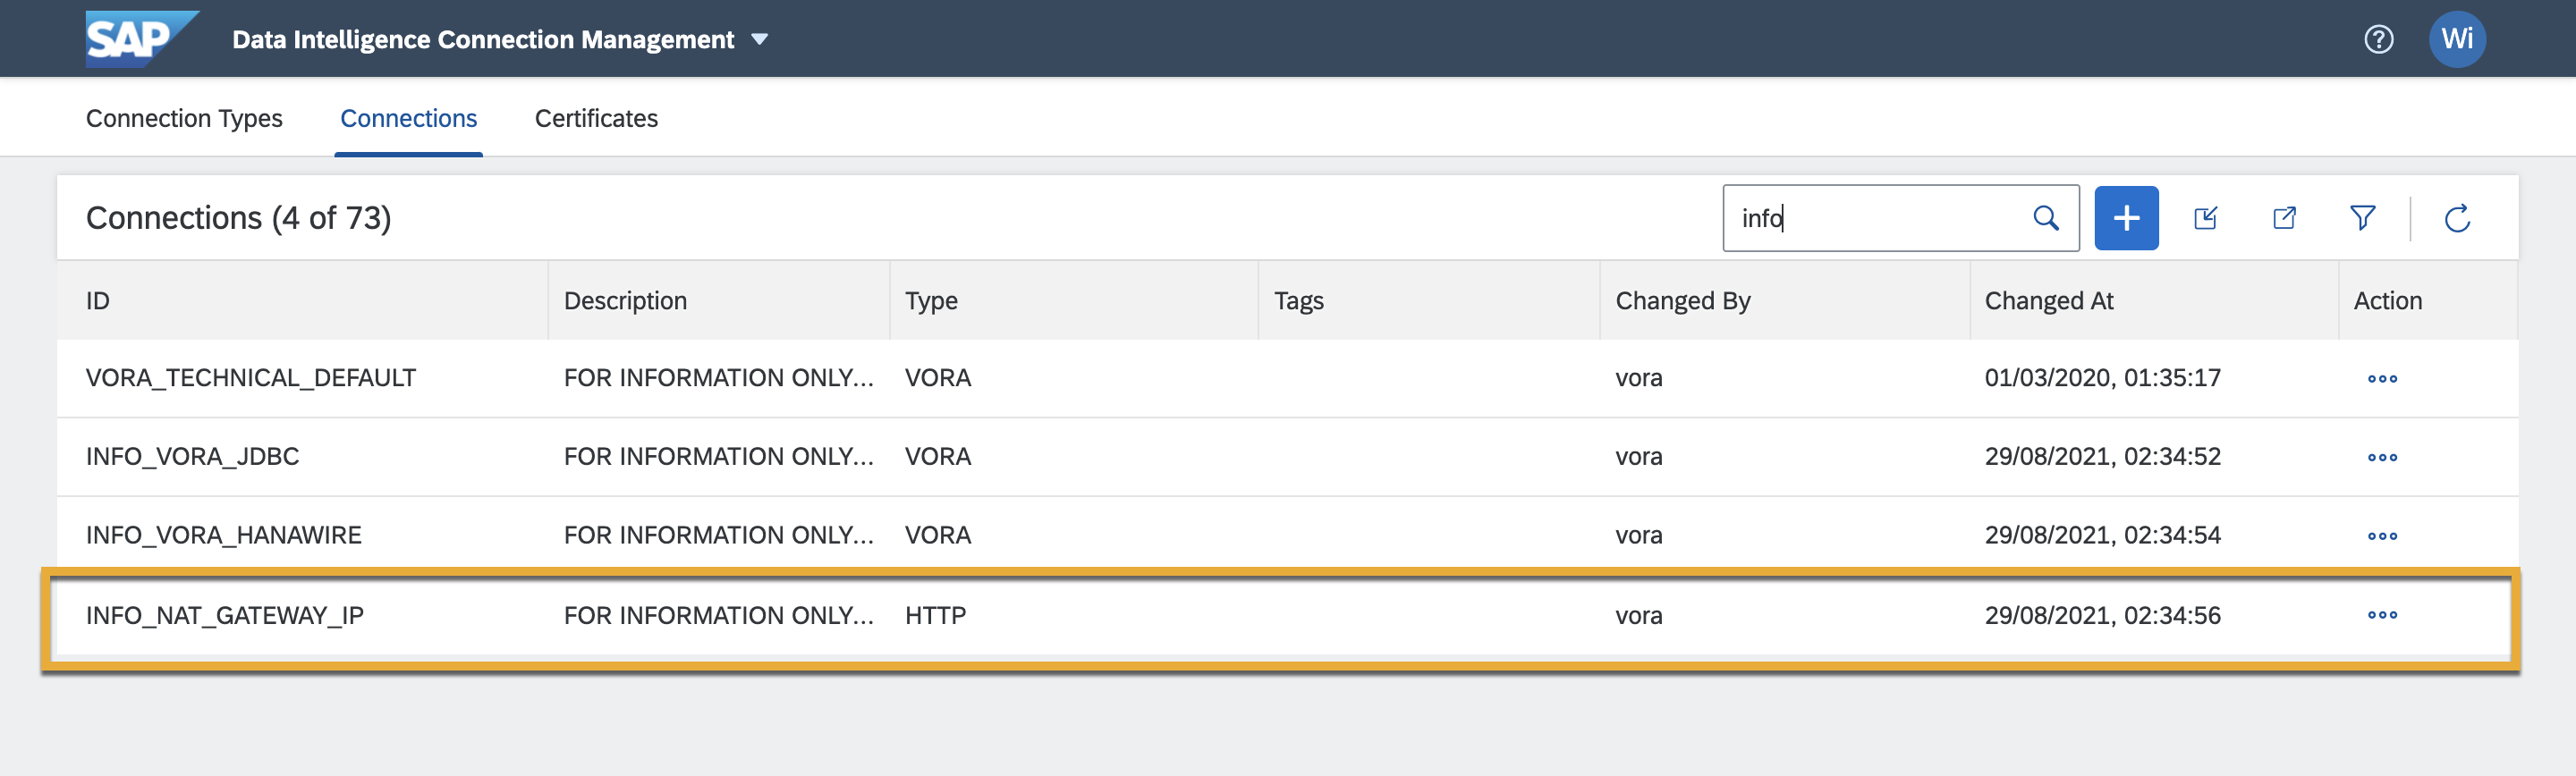 SAP Data Intelligence Connection Management Wi
Connection Types Connections Certificates
Connections (4 of 73) info
ID Description Type Tags Changed By Changed At Action
VORA_TECHNICAL_DEFAULT FOR INFORMATION ONLY... VORA vora 01/03/2020, 01:35:17
INFO_VORA_JDBC FOR INFORMATION ONLY... VORA vora 29/08/2021, 02:34:52
INFO_VORA_HANAWIRE FOR INFORMATION ONLY... VORA vora 29/08/2021, 02:34:54
INFO_NAT_GATEWAY_IP FOR INFORMATION ONLY... HTTP vora 29/08/2021, 02:34:56